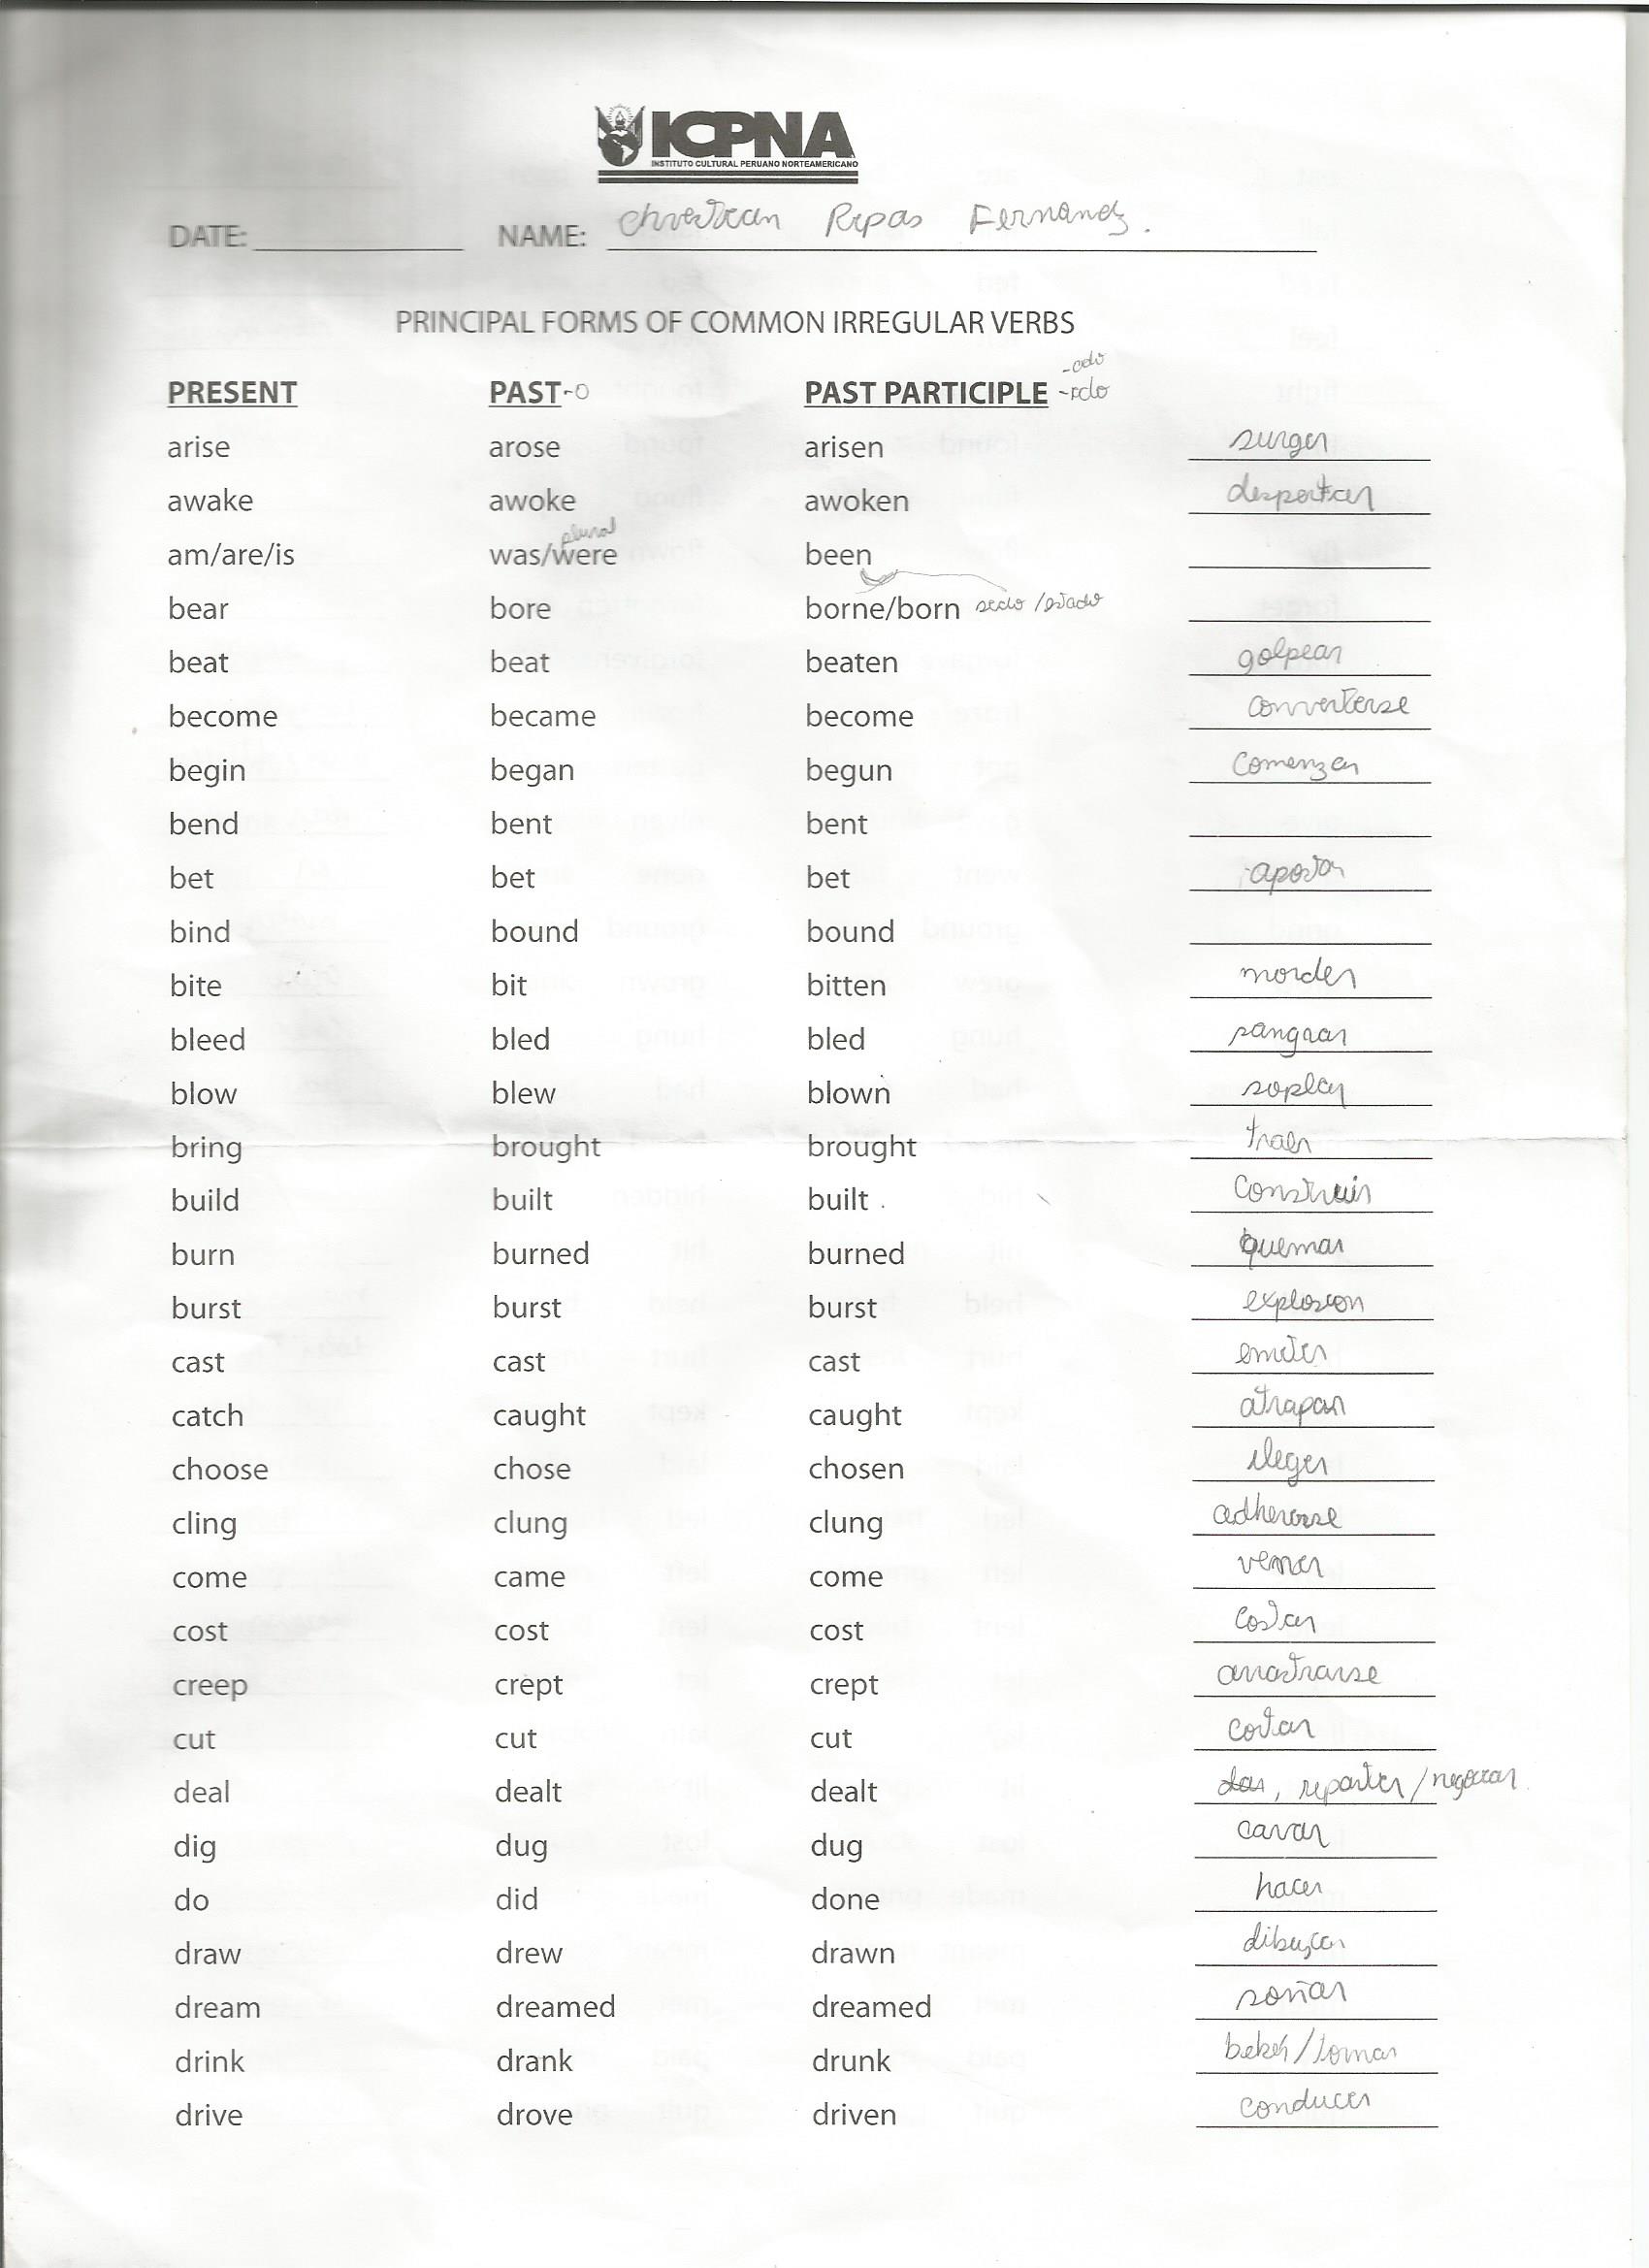 ICPNA
INSTITUTO CULTURAL PERUANO NORTEAMERICANO
DATE: NAME: Fernandez.
PRINCIPAL FORMS OF COMMON IRREGULAR VERBS
-ado
PRESENT PAST -o PAST PARTICIPLE -ido
arise arose arisen surgir
awake awoke awoken despertar
plural
am/are/is was/were been
bear bore borne/born sido /estado
beat beat beaten golpear
become became become convertirse
begin began begun comenzar
bend bent bent
bet bet bet apostar
bind bound bound
bite bit bitten morder
bleed bled bled sangrar
blow blew blown soplar
bring brought brought traer
build built built construir
burn burned burned quemar
burst burst burst explosion
cast cast cast emitir
catch caught caught atrapar
choose chose chosen elegir
cling clung clung adherirse
come came come venir
cost cost cost costar
creep crept crept arrastrarse
cut cut cut cortar
deal dealt dealt dar, repartir / negociar
dig dug dug cavar
do did done hacer
draw drew drawn dibujar
dream dreamed dreamed soñar
drink drank drunk beber/tomar
drive drove driven conducir